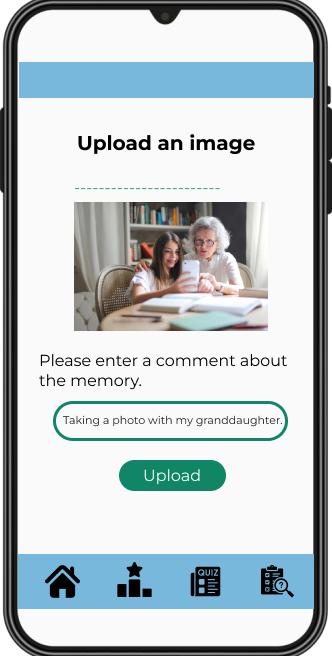 Upload an image
Please enter a comment about
the memory.
Taking a photo with my granddaughter.
Upload
QUIZ
?